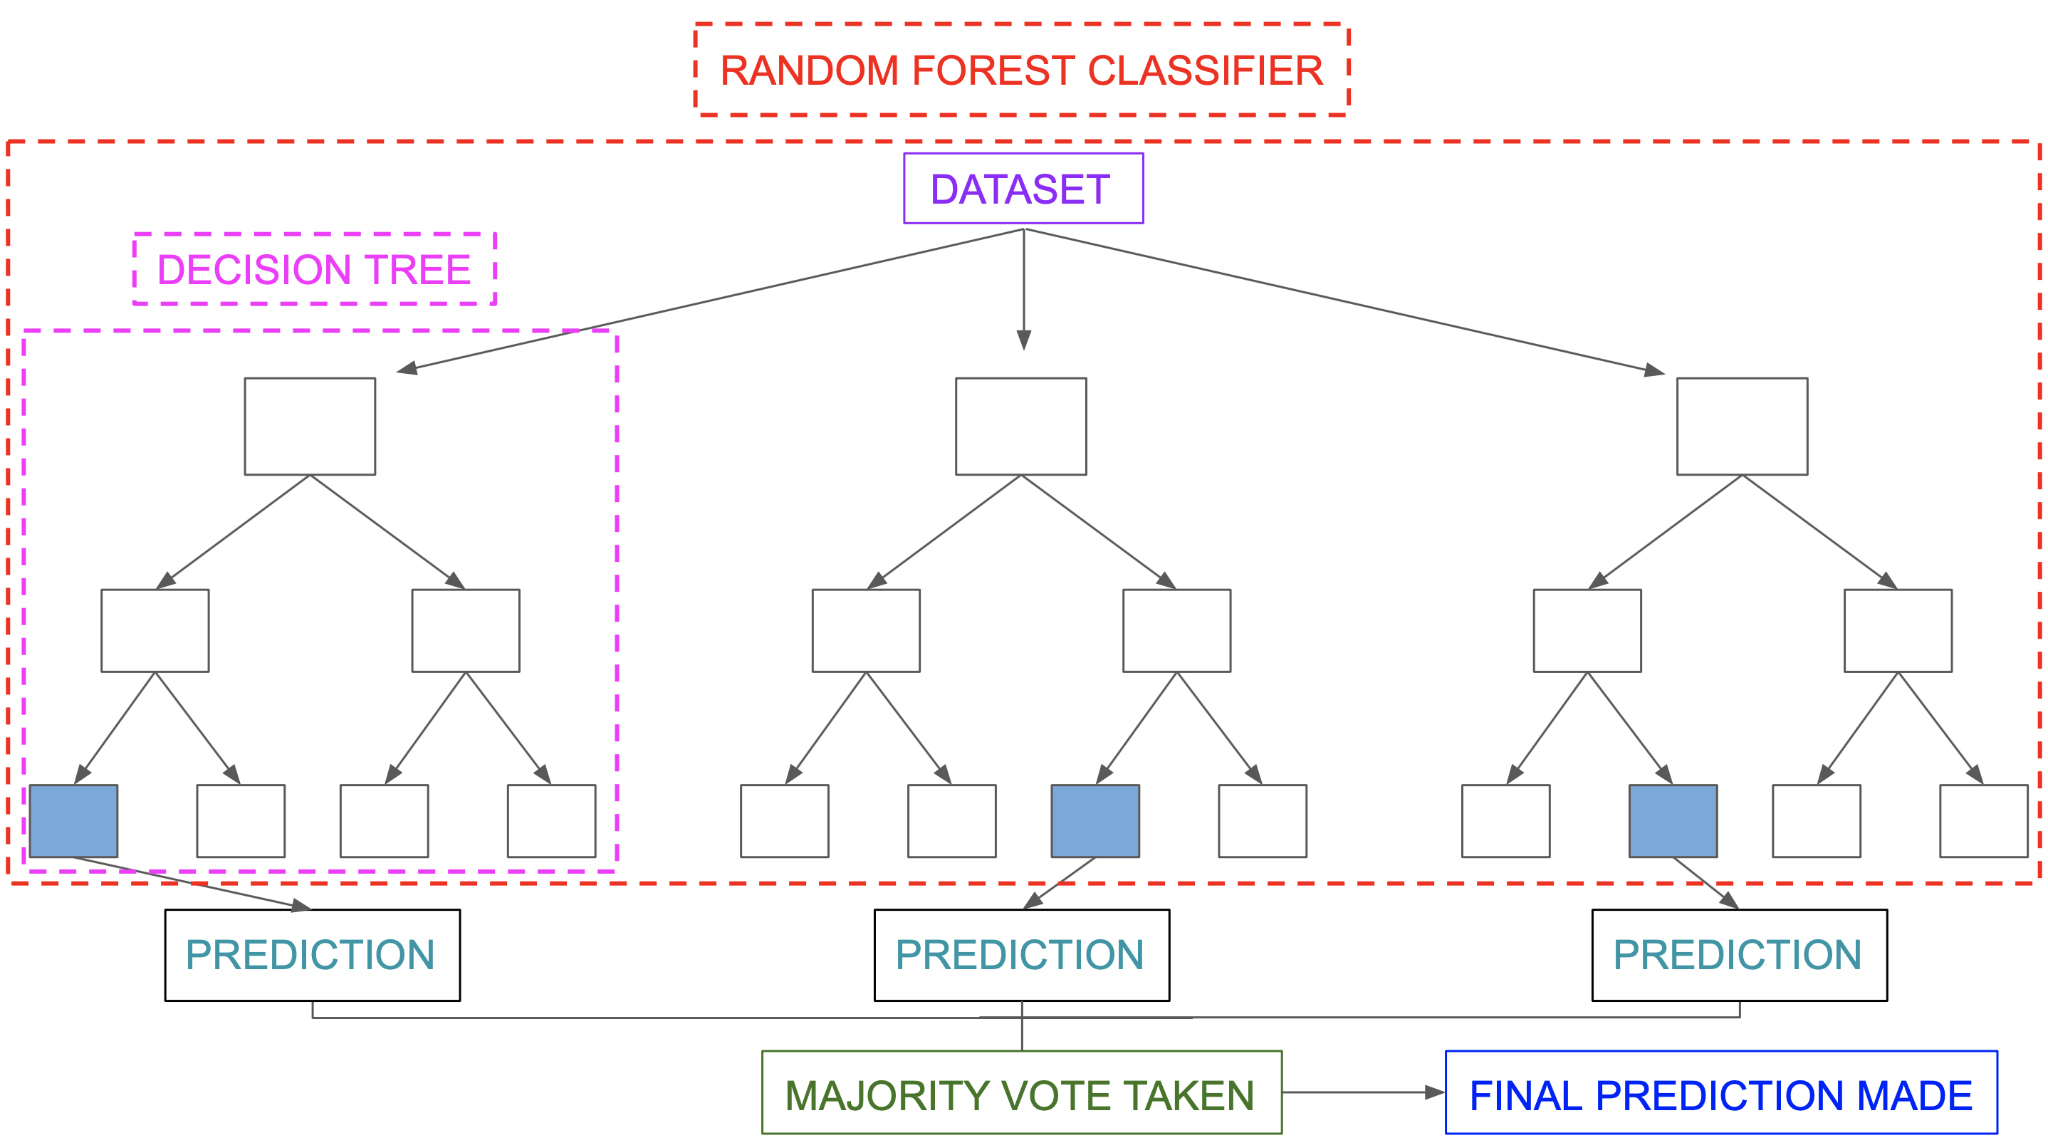 RANDOM FOREST CLASSIFIER
DATASET
DECISION TREE
PREDICTION
PREDICTION
PREDICTION
MAJORITY VOTE TAKEN
FINAL PREDICTION MADE